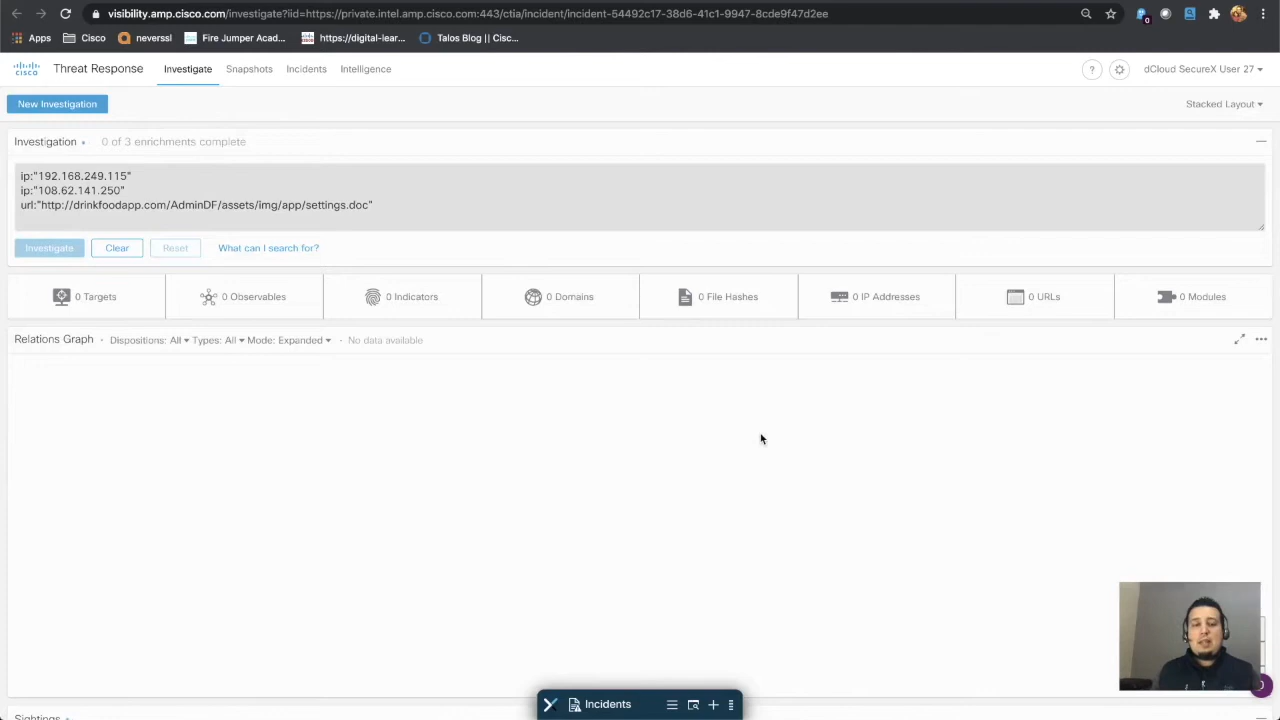 visibility.amp.cisco.com/investigate?iid=https://private.intel.amp.cisco.com:443/ctia/incident/incident-54492c17-38d6-41c1-9947-8cde9f47d2ee
Apps Cisco neverssl Fire Jumper Acad... https://digital-lear... Talos Blog || Cisc...
cisco Threat Response Investigate Snapshots Incidents Intelligence ? dCloud SecureX User 27
New Investigation Stacked Layout
Investigation 0 of 3 enrichments complete
ip:"192.168.249.115"
ip:"108.62.141.250"
url:"http://drinkfoodapp.com/AdminDF/assets/img/app/settings.doc"
Investigate Clear Reset What can I search for?
0 Targets 0 Observables 0 Indicators 0 Domains 0 File Hashes 0 IP Addresses 0 URLs 0 Modules
Relations Graph · Dispositions: All Types: All Mode: Expanded · No data available
Incidents
Sightings